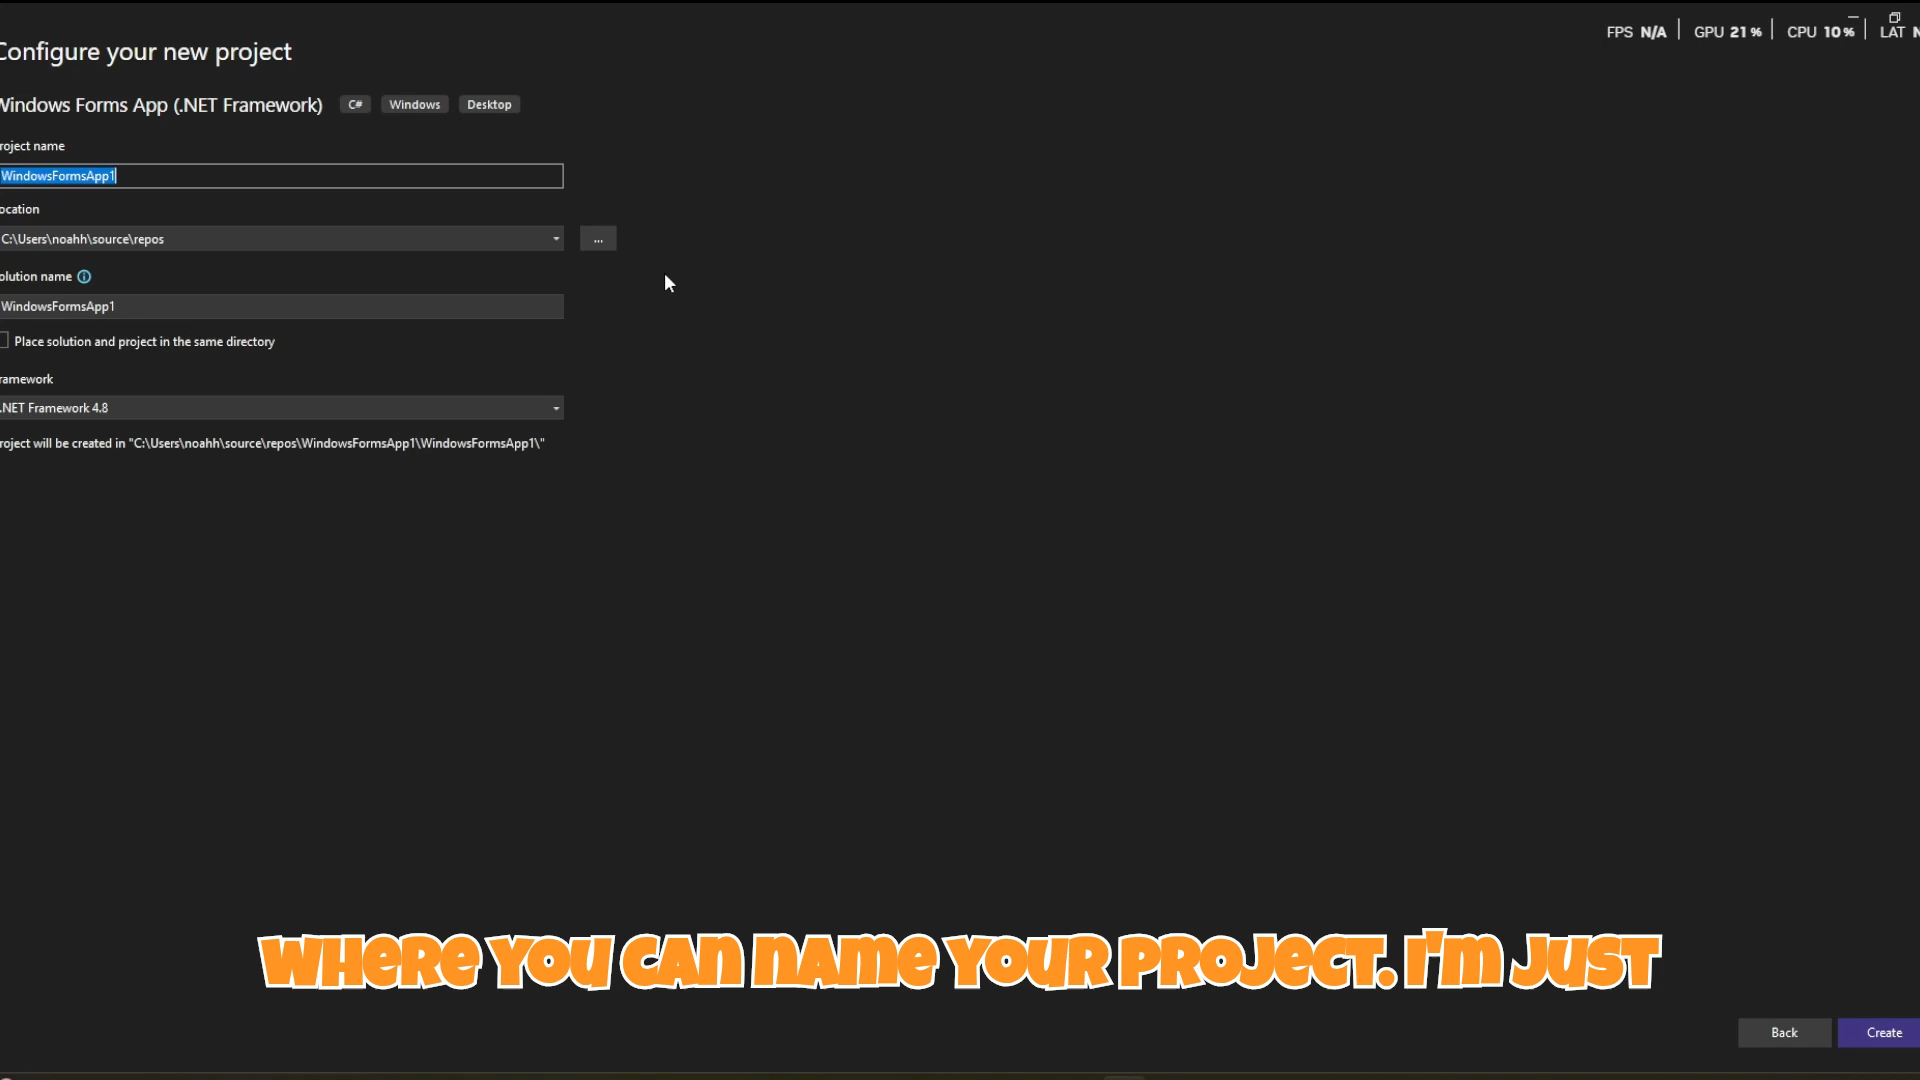 FPS N/A GPU 21% CPU 10% LAT N
Configure your new project
Windows Forms App (.NET Framework) C# Windows Desktop
roject name
WindowsFormsApp1
ocation
C:\Users\noahh\source\repos
...
olution name
WindowsFormsApp1
Place solution and project in the same directory
ramework
.NET Framework 4.8
roject will be created in "C:\Users\noahh\source\repos\WindowsFormsApp1\WindowsFormsApp1\"
WHERE YOU CAN NAME YOUR PROJECT. I'M JUST
Back Create